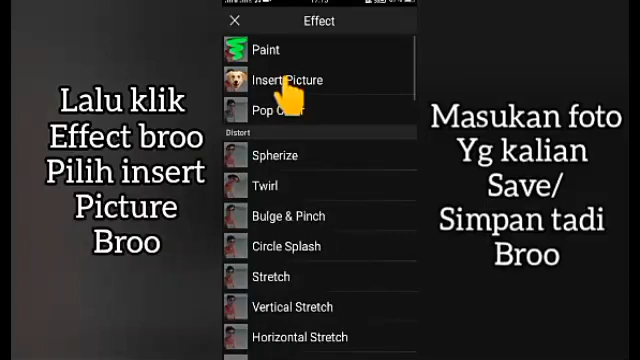 Effect
Paint
Insert Picture
Distort
Spherize
Twirl
Bulge & Pinch
Circle Splash
Stretch
Vertical Stretch
Horizontal Stretch
Lalu klik
Effect broo
Pilih insert
Picture
Broo
Masukan foto
Yg kalian
Save/
Simpan tadi
Broo